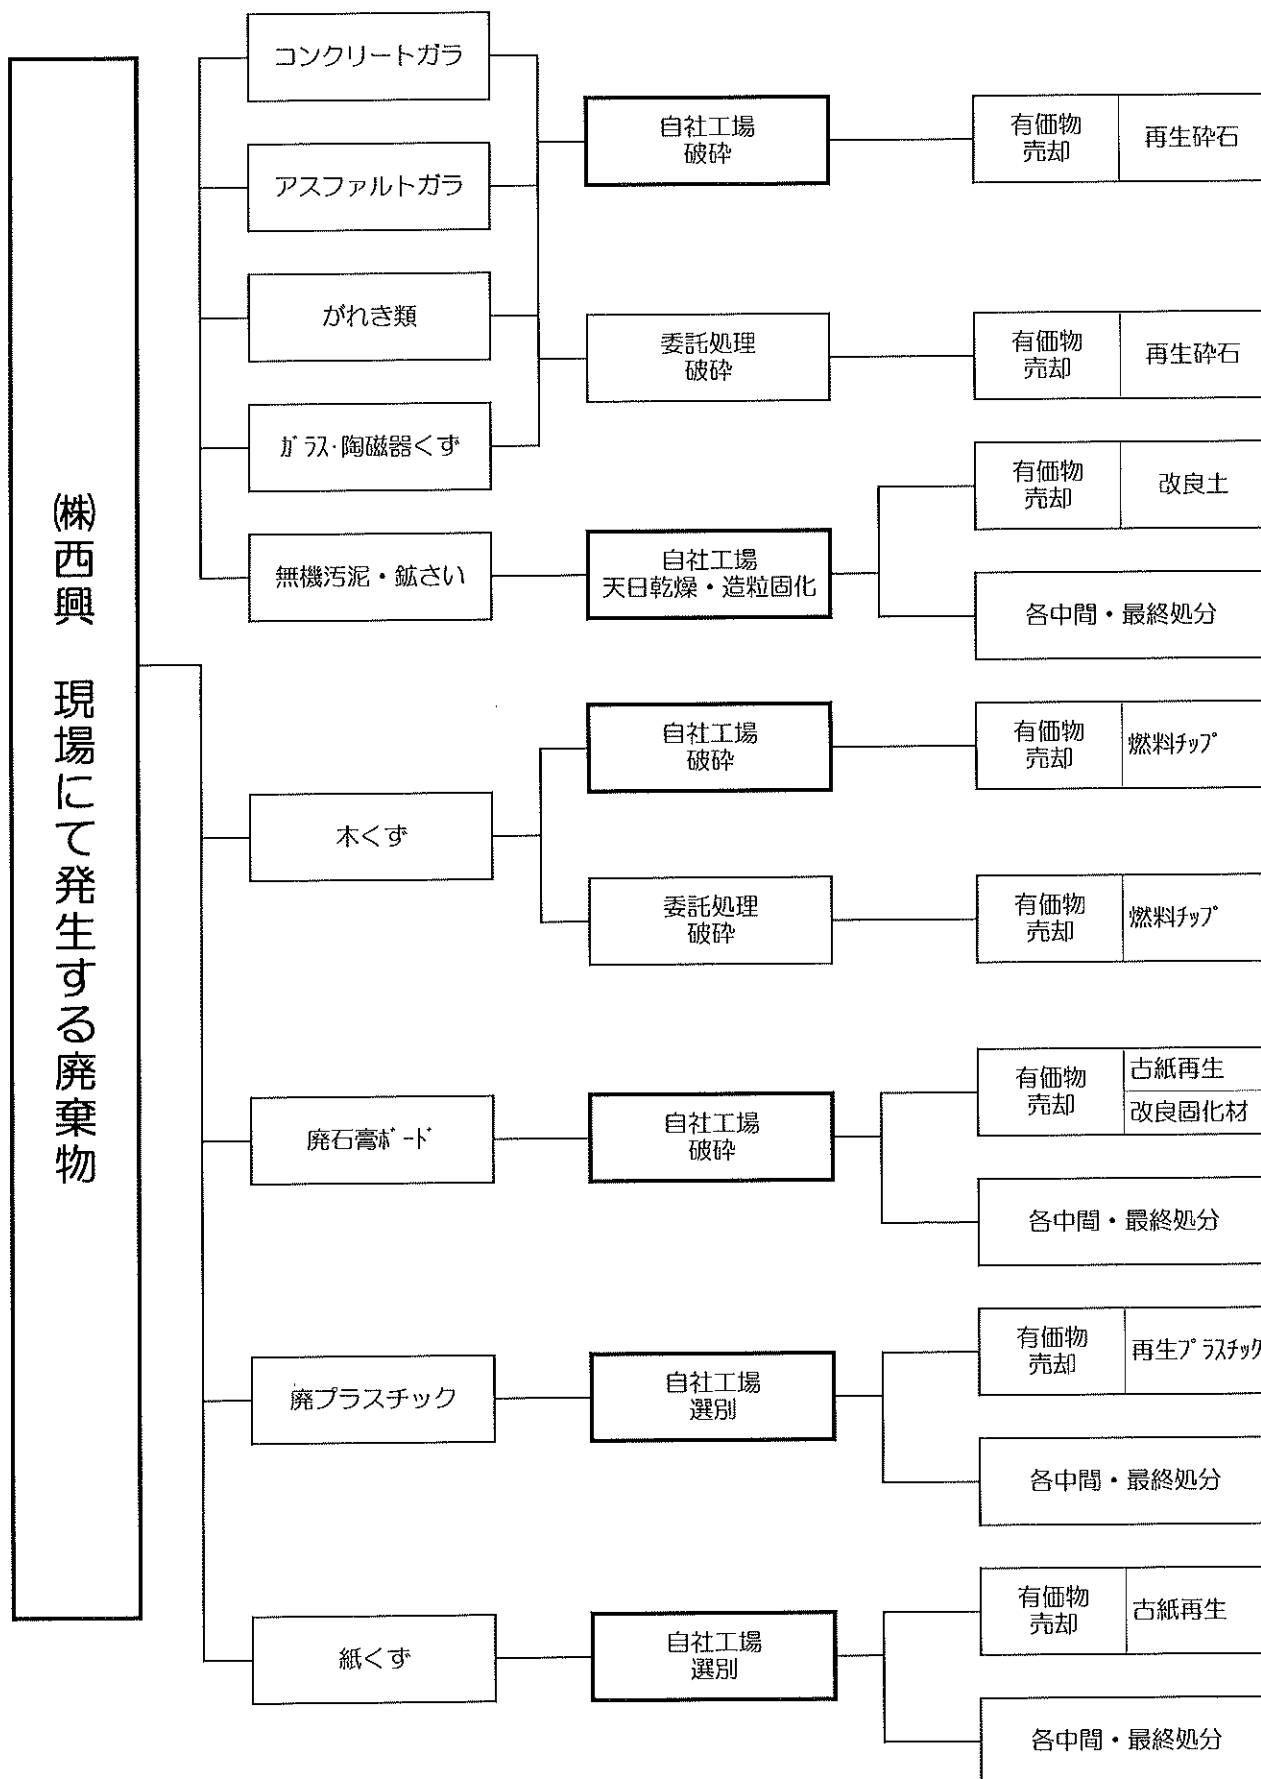 ㈱西興 現場にて発生する廃棄物
コンクリートガラ
アスファルトガラ
がれき類
ガラス・陶磁器くず
無機汚泥・鉱さい
自社工場
破砕
有価物
売却
再生砕石
委託処理
破砕
有価物
売却
再生砕石
自社工場
天日乾燥・造粒固化
有価物
売却
改良土
各中間・最終処分
木くず
自社工場
破砕
有価物
売却
燃料チップ
委託処理
破砕
有価物
売却
燃料チップ
廃石膏ボード
自社工場
破砕
有価物
売却
古紙再生
改良固化材
各中間・最終処分
廃プラスチック
自社工場
選別
有価物
売却
再生プラスチック
各中間・最終処分
紙くず
自社工場
選別
有価物
売却
古紙再生
各中間・最終処分